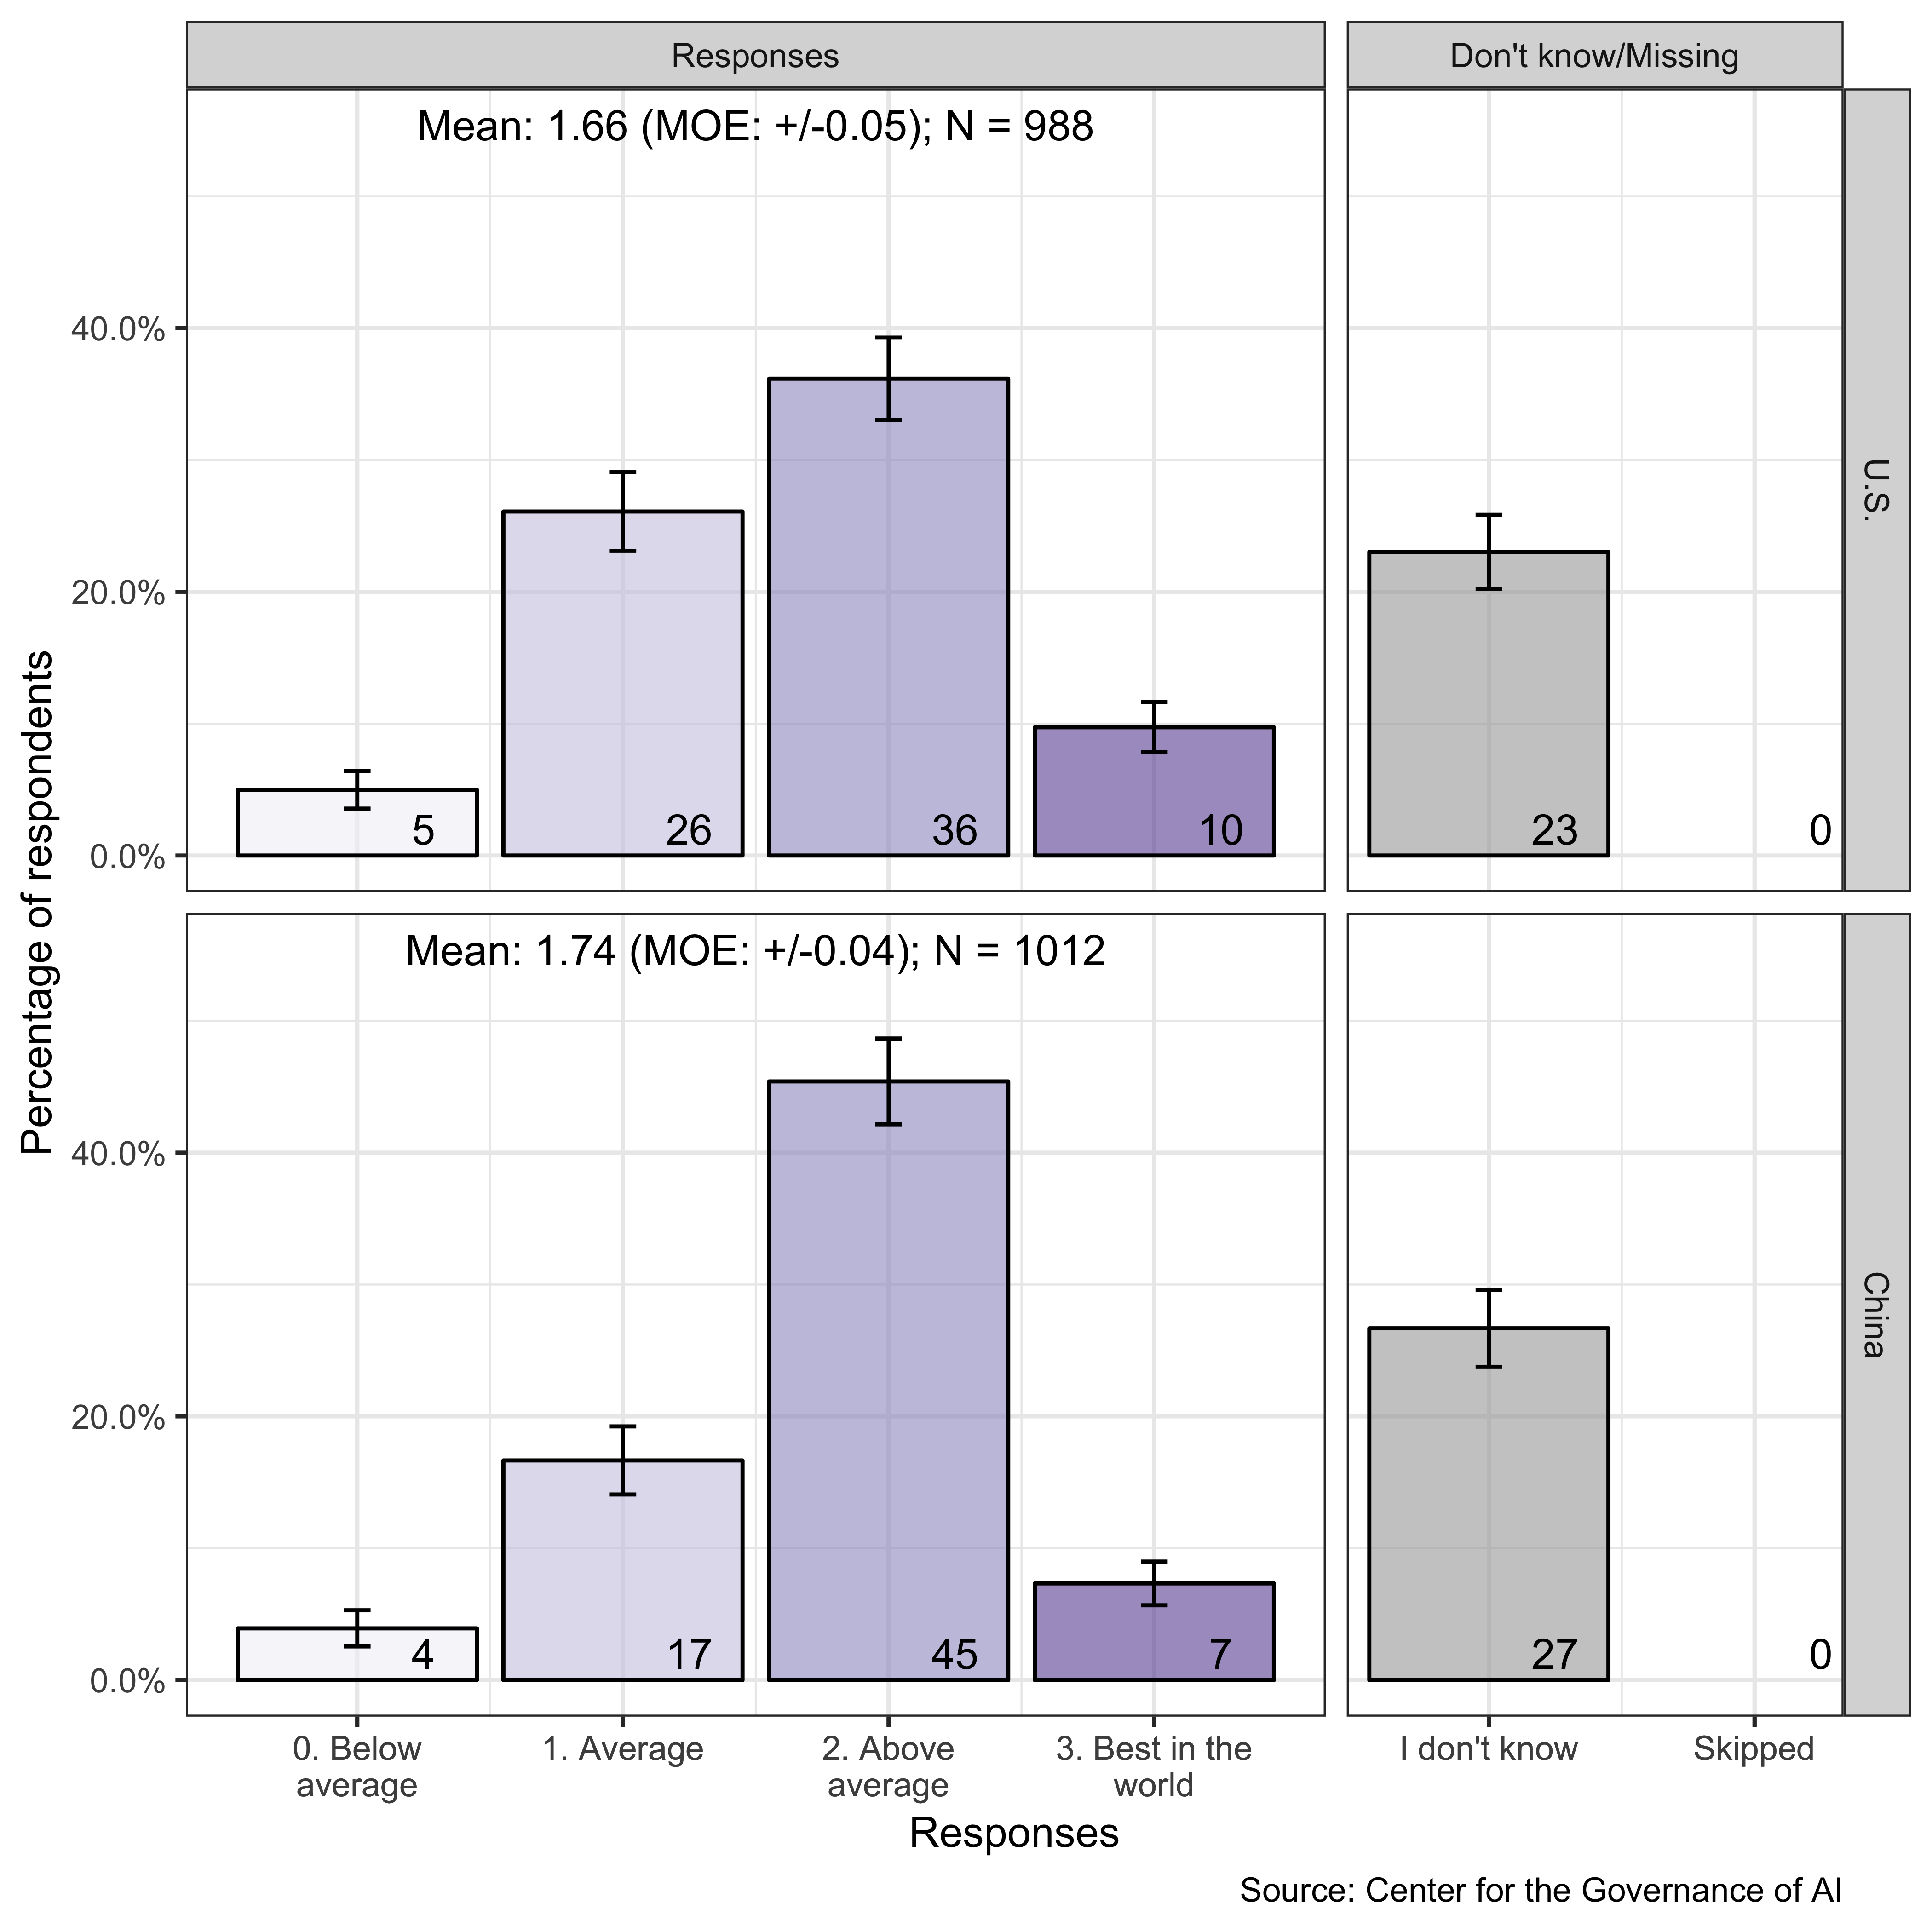 Responses
Don't know/Missing
Mean: 1.66 (MOE: +/-0.05); N = 988
40.0%
20.0%
0.0%
5
26
36
10
23
0
U.S.
Mean: 1.74 (MOE: +/-0.04); N = 1012
40.0%
20.0%
0.0%
4
17
45
7
27
0
China
Percentage of respondents
0. Below
average
1. Average
2. Above
average
3. Best in the
world
I don't know
Skipped
Responses
Source: Center for the Governance of AI